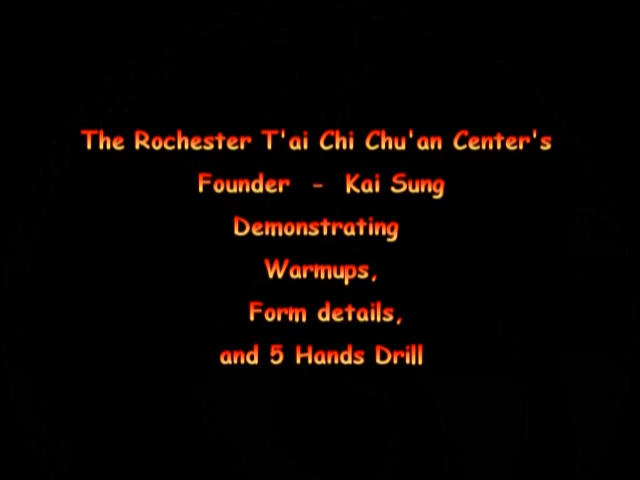 The Rochester T'ai Chi Chu'an Center's
Founder - Kai Sung
Demonstrating
Warmups,
Form details,
and 5 Hands Drill